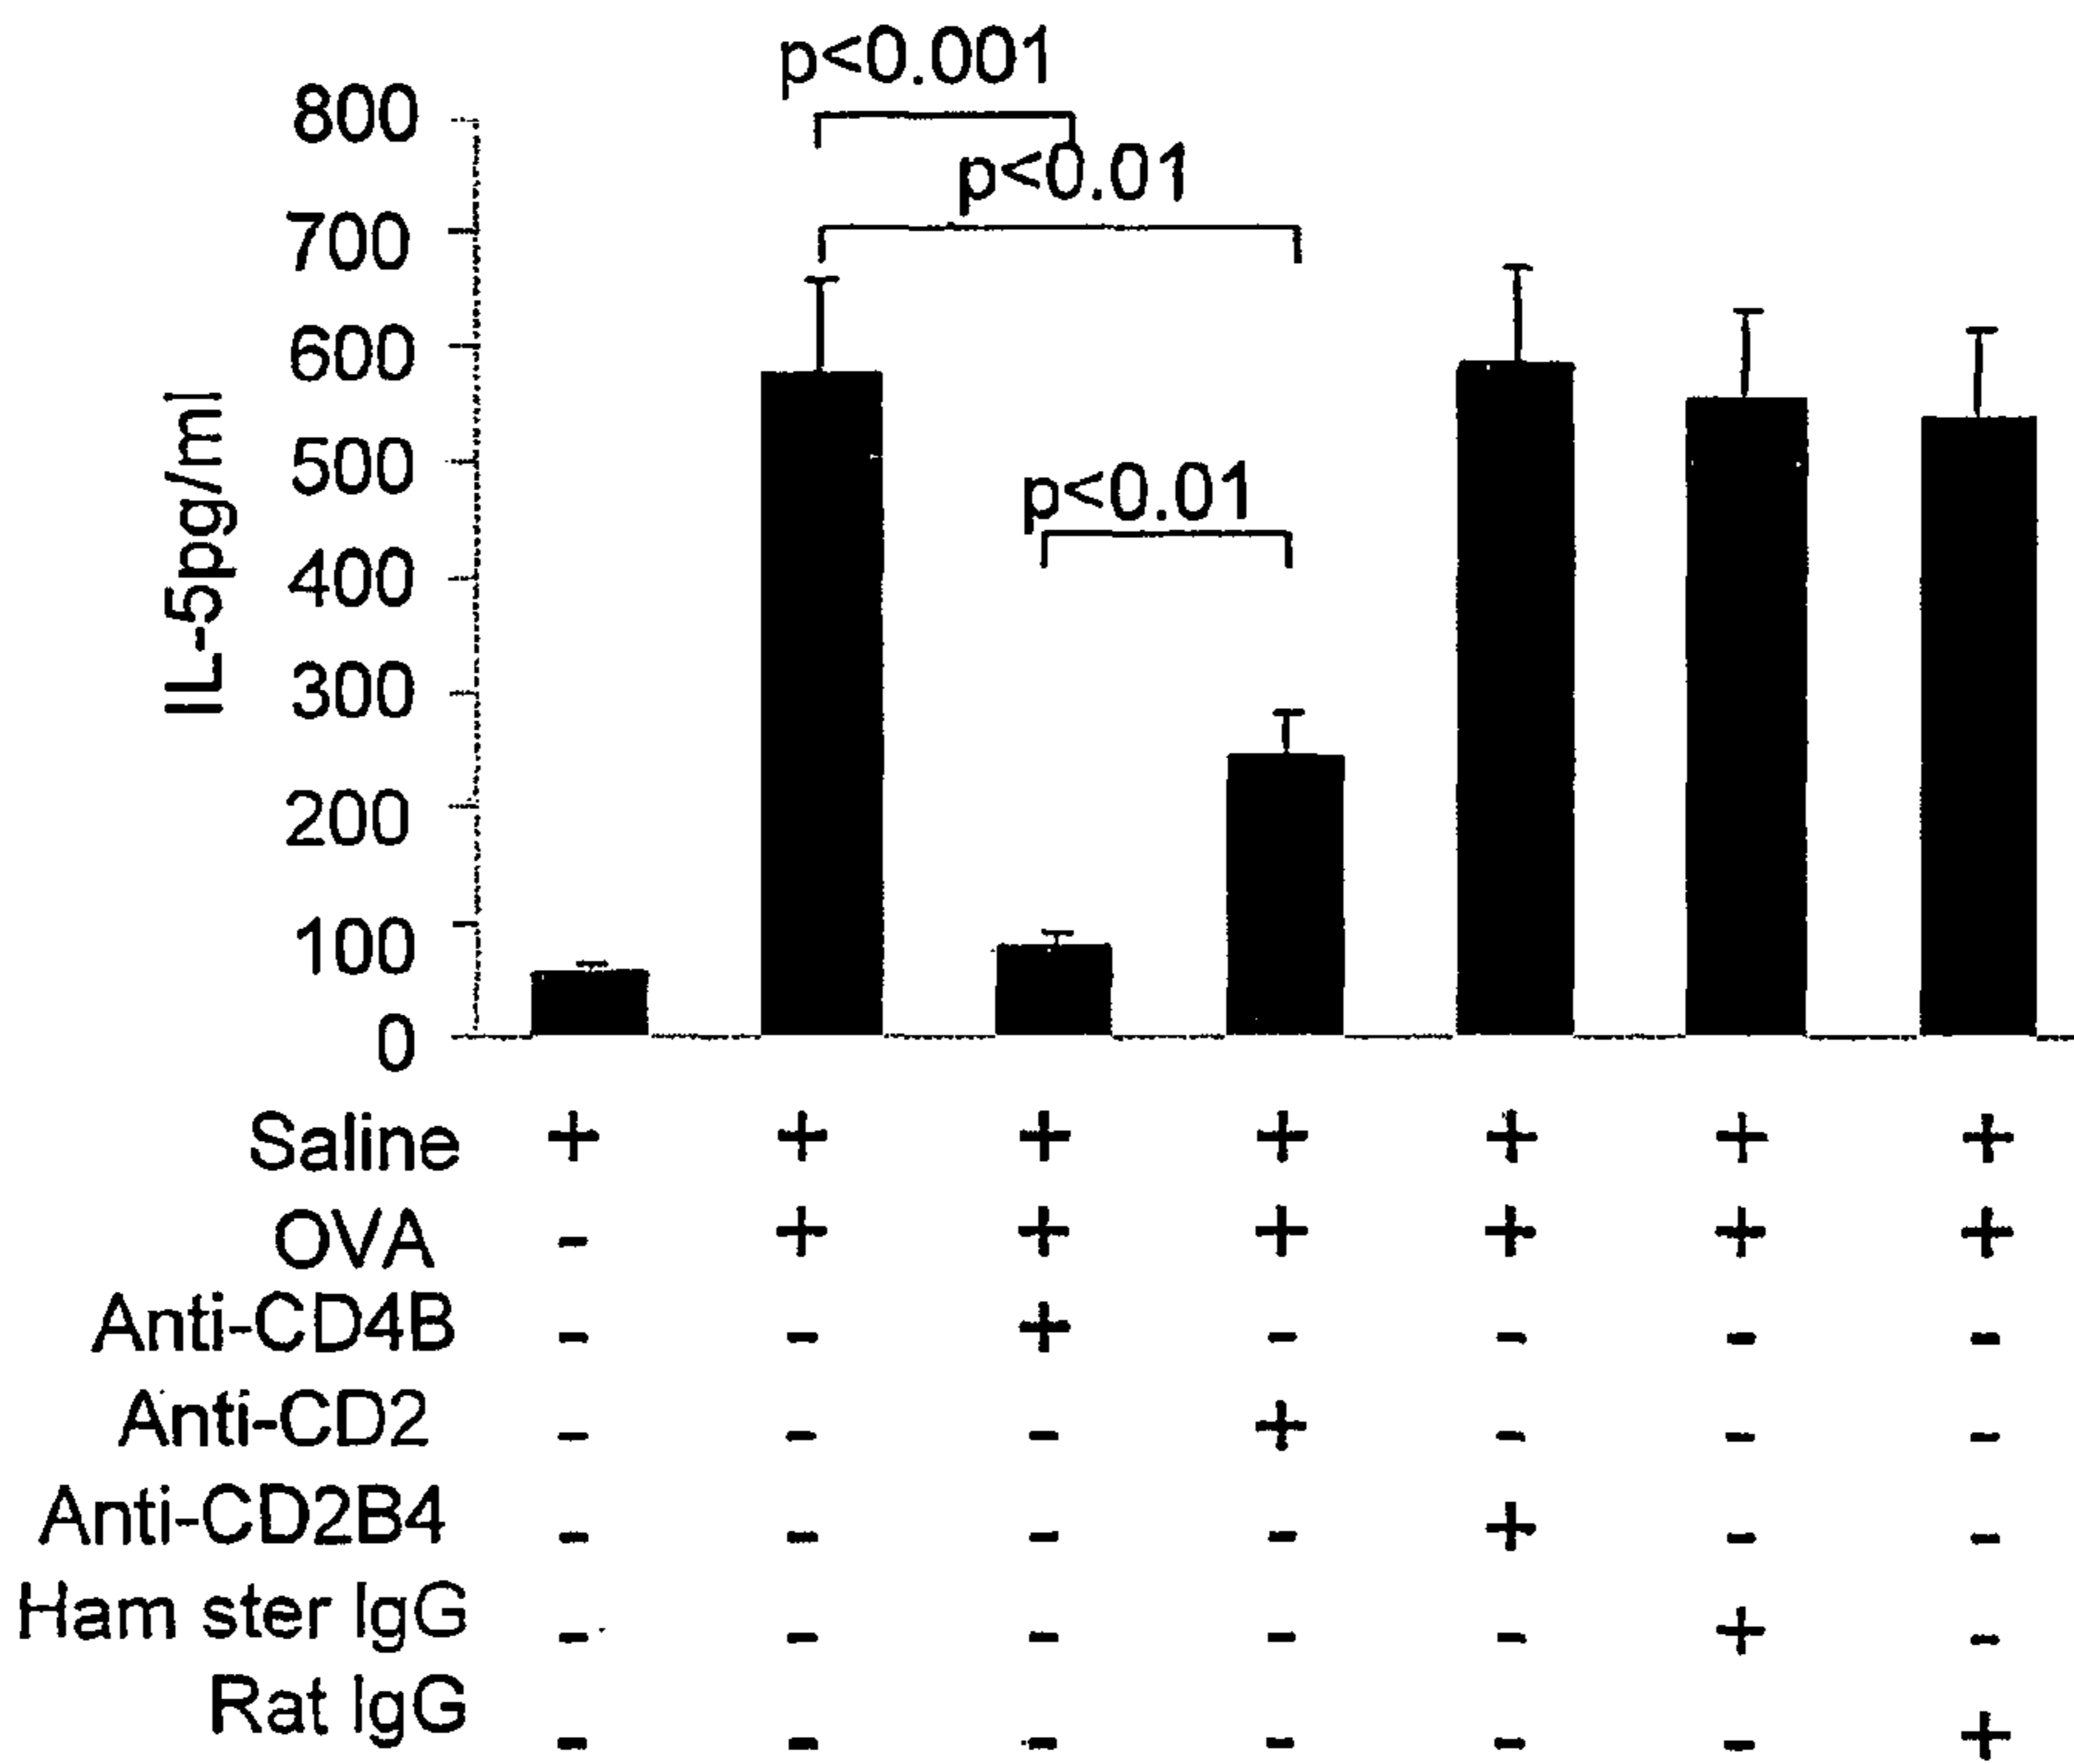 p<0.001
800
p<0.01
700
600
500
p<0.01
400
300
200
100
0
IL-5pg/ml
Saline + + + + + + +
OVA - + + + + + +
Anti-CD4B - - + - - - -
Anti-CD2 - - - + - - -
Anti-CD2B4 - - - - + - -
Ham ster IgG - - - - - + -
Rat IgG - - - - - - +